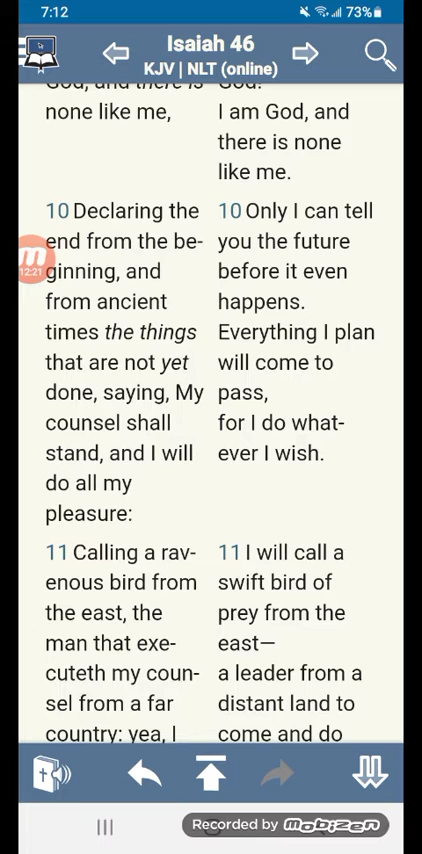 7:12
73%
Isaiah 46
KJV | NLT (online)
God, and there is
none like me,
10 Declaring the
end from the be-
ginning, and
from ancient
times the things
that are not yet
done, saying, My
counsel shall
stand, and I will
do all my
pleasure:
11 Calling a rav-
enous bird from
the east, the
man that exe-
cuteth my coun-
sel from a far
country: yea, I
God!
I am God, and
there is none
like me.
10 Only I can tell
you the future
before it even
happens.
Everything I plan
will come to
pass,
for I do what-
ever I wish.
11 I will call a
swift bird of
prey from the
east—
a leader from a
distant land to
come and do
m
12:21
Recorded by mobizen